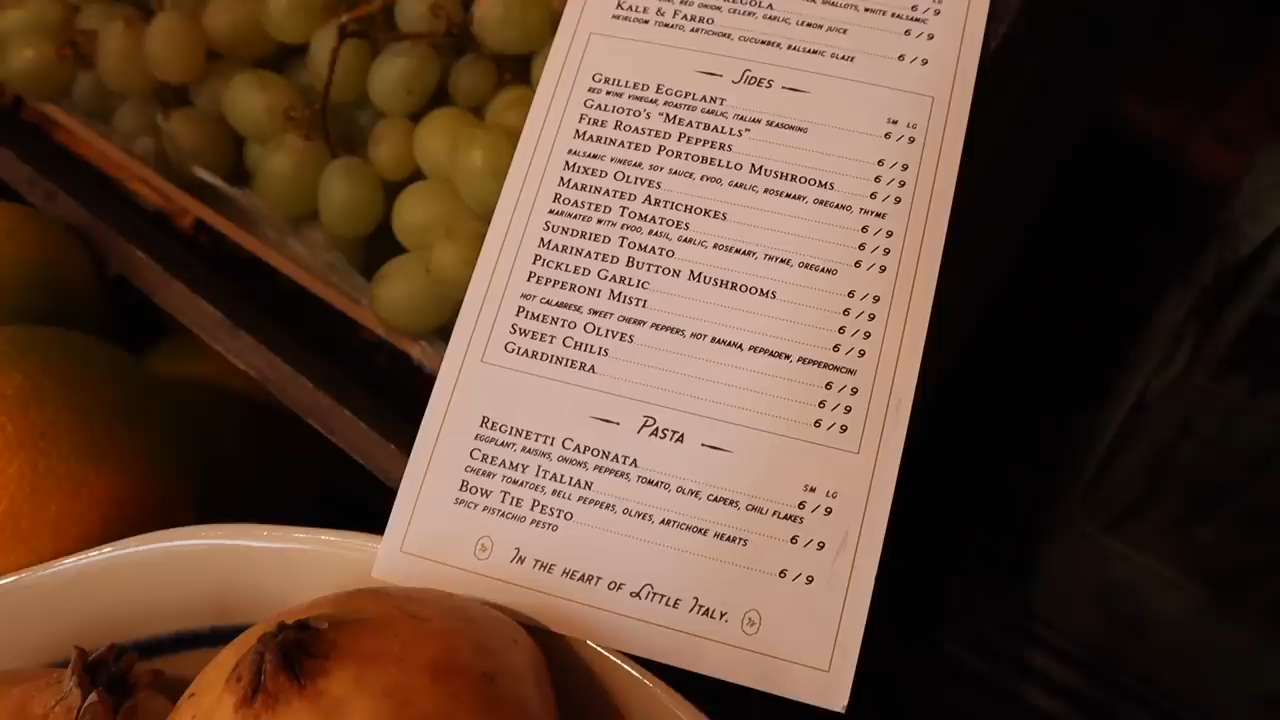 SHALLOTS, WHITE BALSAMIC
6 / 9
RED ONION, CELERY, GARLIC, LEMON JUICE
Kale & Farro 6 / 9
HEIRLOOM TOMATO, ARTICHOKE, CUCUMBER, BALSAMIC GLAZE 6 / 9
Sides
SM LG
Grilled Eggplant 6 / 9
RED WINE VINEGAR, ROASTED GARLIC, ITALIAN SEASONING
Galioto's "Meatballs" 6 / 9
Fire Roasted Peppers 6 / 9
Marinated Portobello Mushrooms 6 / 9
BALSAMIC VINEGAR, SOY SAUCE, EVOO, GARLIC, ROSEMARY, OREGANO, THYME
Mixed Olives 6 / 9
Marinated Artichokes 6 / 9
Roasted Tomatoes 6 / 9
MARINATED WITH EVOO, BASIL, GARLIC, ROSEMARY, THYME, OREGANO
Sundried Tomato 6 / 9
Marinated Button Mushrooms 6 / 9
Pickled Garlic 6 / 9
Pepperoni Misti 6 / 9
HOT CALABRESE, SWEET CHERRY PEPPERS, HOT BANANA, PEPPADEW, PEPPERONCINI
Pimento Olives 6 / 9
Sweet Chilis 6 / 9
Giardiniera 6 / 9
Pasta
SM LG
Reginetti Caponata 6 / 9
EGGPLANT, RAISINS, ONIONS, PEPPERS, TOMATO, OLIVE, CAPERS, CHILI FLAKES
Creamy Italian 6 / 9
CHERRY TOMATOES, BELL PEPPERS, OLIVES, ARTICHOKE HEARTS
Bow Tie Pesto 6 / 9
SPICY PISTACHIO PESTO
In the heart of Little Italy.